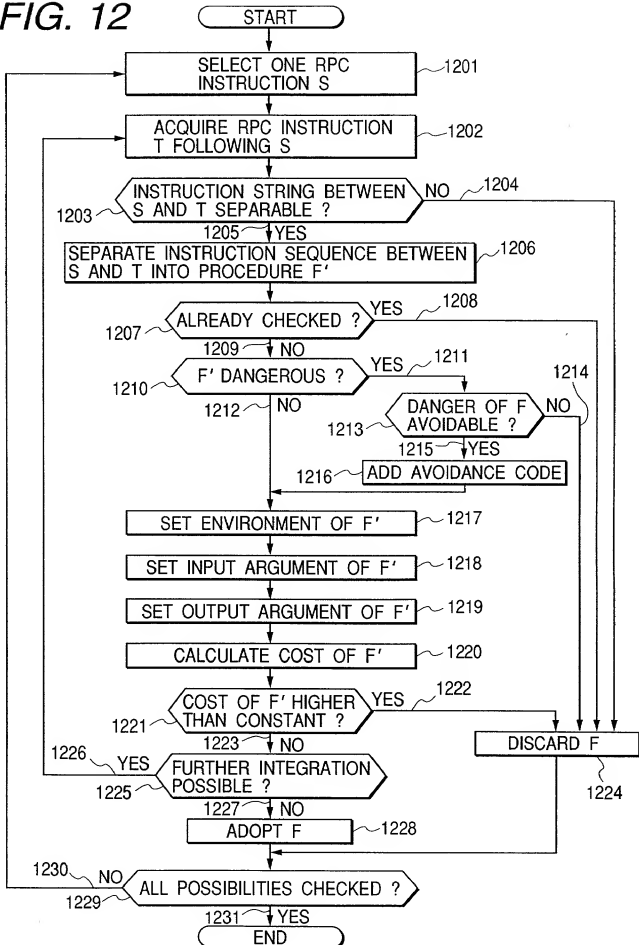 FIG. 12
START
SELECT ONE RPC
INSTRUCTION S
1201
ACQUIRE RPC INSTRUCTION
T FOLLOWING S
1202
INSTRUCTION STRING BETWEEN
S AND T SEPARABLE ?
1203
NO
1204
1205
YES
SEPARATE INSTRUCTION SEQUENCE BETWEEN
S AND T INTO PROCEDURE F'
1206
ALREADY CHECKED ?
1207
YES
1208
1209
NO
F' DANGEROUS ?
1210
YES
1211
1212
NO
DANGER OF F
AVOIDABLE ?
1213
NO
1214
1215
YES
1216
ADD AVOIDANCE CODE
SET ENVIRONMENT OF F'
1217
SET INPUT ARGUMENT OF F'
1218
SET OUTPUT ARGUMENT OF F'
1219
CALCULATE COST OF F'
1220
COST OF F' HIGHER
THAN CONSTANT ?
1221
YES
1222
1223
NO
DISCARD F
1224
1226
YES
FURTHER INTEGRATION
POSSIBLE ?
1225
1227
NO
ADOPT F
1228
1230
NO
ALL POSSIBILITIES CHECKED ?
1229
1231
YES
END